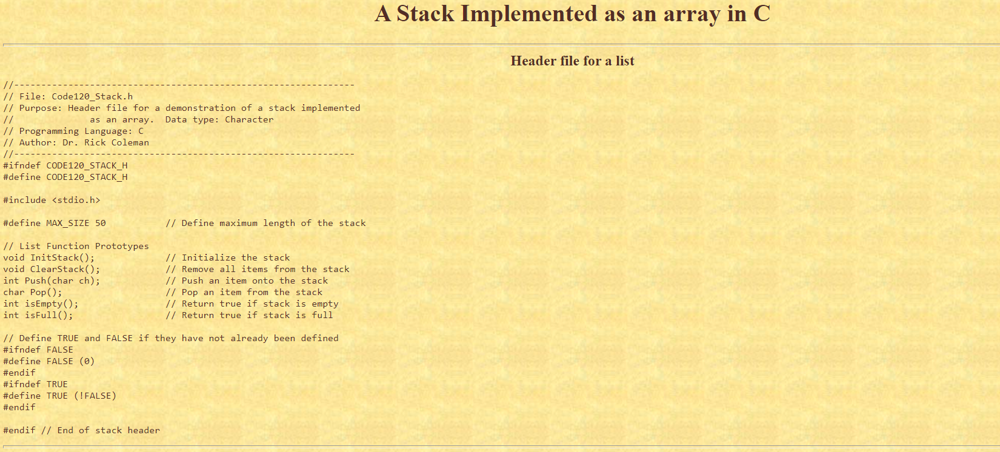 A Stack Implemented as an array in C
Header file for a list
//---------------------------------------------------------------
// File: Code120_Stack.h
// Purpose: Header file for a demonstration of a stack implemented
//              as an array.  Data type: Character
// Programming Language: C
// Author: Dr. Rick Coleman
//---------------------------------------------------------------
#ifndef CODE120_STACK_H
#define CODE120_STACK_H
#include <stdio.h>
#define MAX_SIZE 50           // Define maximum length of the stack
// List Function Prototypes
void InitStack();             // Initialize the stack
void ClearStack();            // Remove all items from the stack
int Push(char ch);            // Push an item onto the stack
char Pop();                   // Pop an item from the stack
int isEmpty();                // Return true if stack is empty
int isFull();                 // Return true if stack is full
// Define TRUE and FALSE if they have not already been defined
#ifndef FALSE
#define FALSE (0)
#endif
#ifndef TRUE
#define TRUE (!FALSE)
#endif
#endif // End of stack header